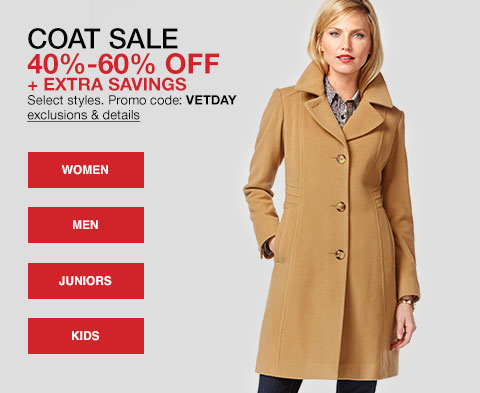 COAT SALE
40%-60% OFF
+ EXTRA SAVINGS
Select styles. Promo code: VETDAY
exclusions & details
WOMEN
MEN
JUNIORS
KIDS